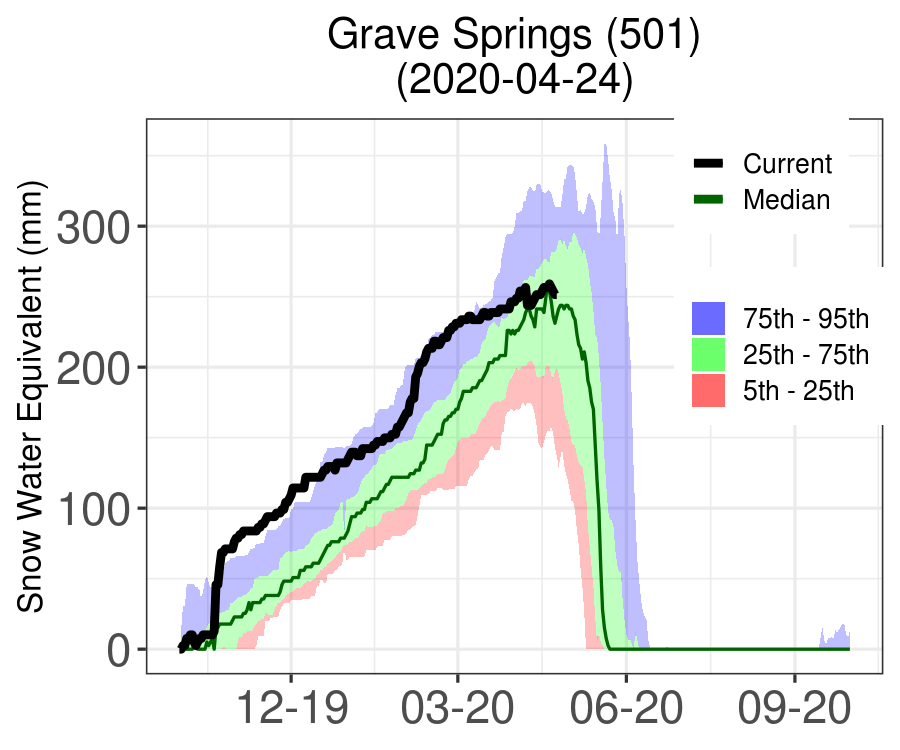 Grave Springs (501)
(2020-04-24)
Snow Water Equivalent (mm)
300
200
100
0
12-19
03-20
06-20
09-20
Current
Median
75th - 95th
25th - 75th
5th - 25th